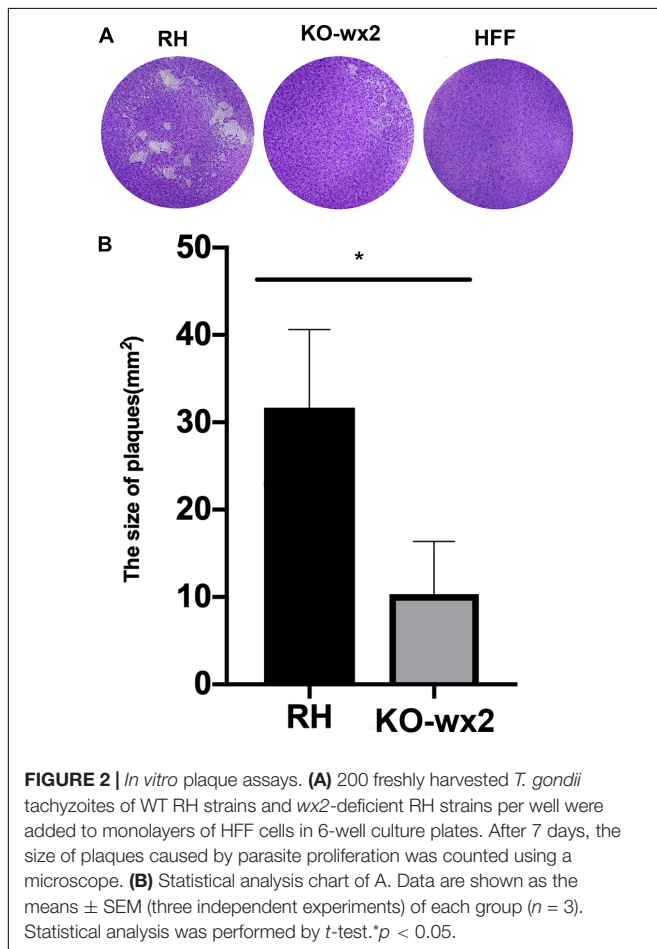 A
RH
KO-wx2
HFF
B
The size of plaques(mm²)
50
40
30
20
10
0
*
RH
KO-wx2
FIGURE 2 | In vitro plaque assays. (A) 200 freshly harvested T. gondii
tachyzoites of WT RH strains and wx2-deficient RH strains per well were
added to monolayers of HFF cells in 6-well culture plates. After 7 days, the
size of plaques caused by parasite proliferation was counted using a
microscope. (B) Statistical analysis chart of A. Data are shown as the
means ± SEM (three independent experiments) of each group (n = 3).
Statistical analysis was performed by t-test.*p < 0.05.